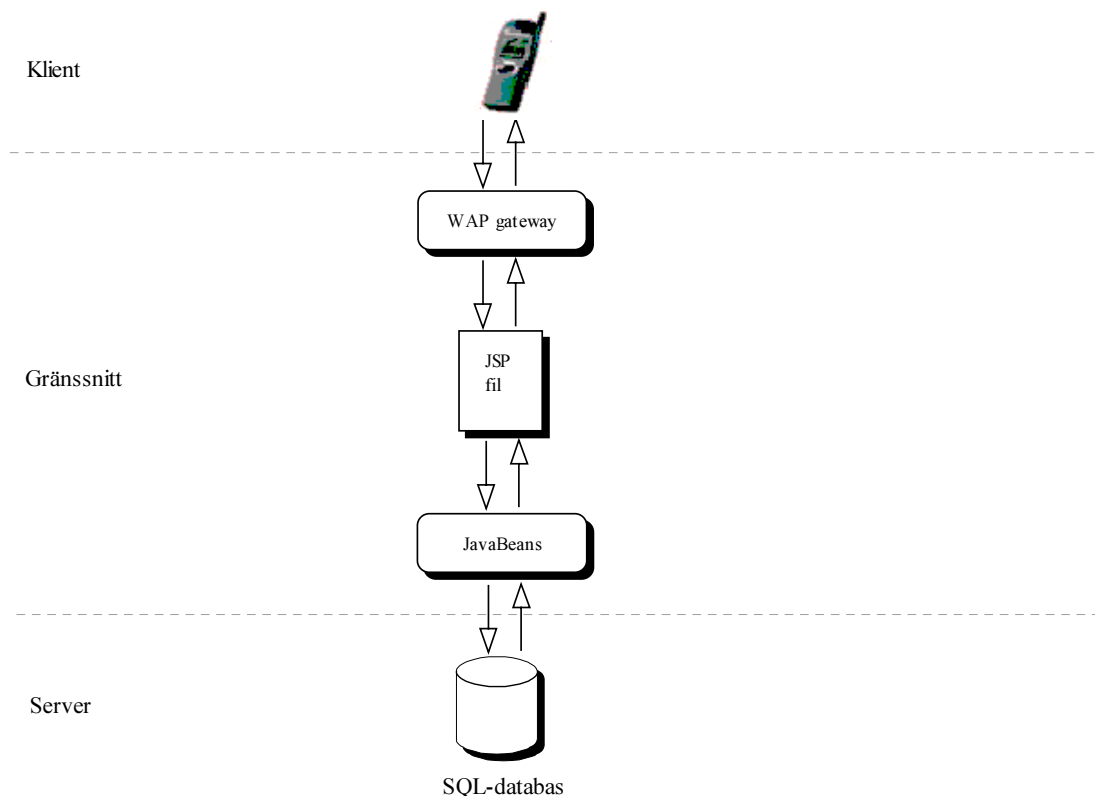 Klient
WAP gateway
JSP
fil
Gränssnitt
JavaBeans
Server
SQL-databas